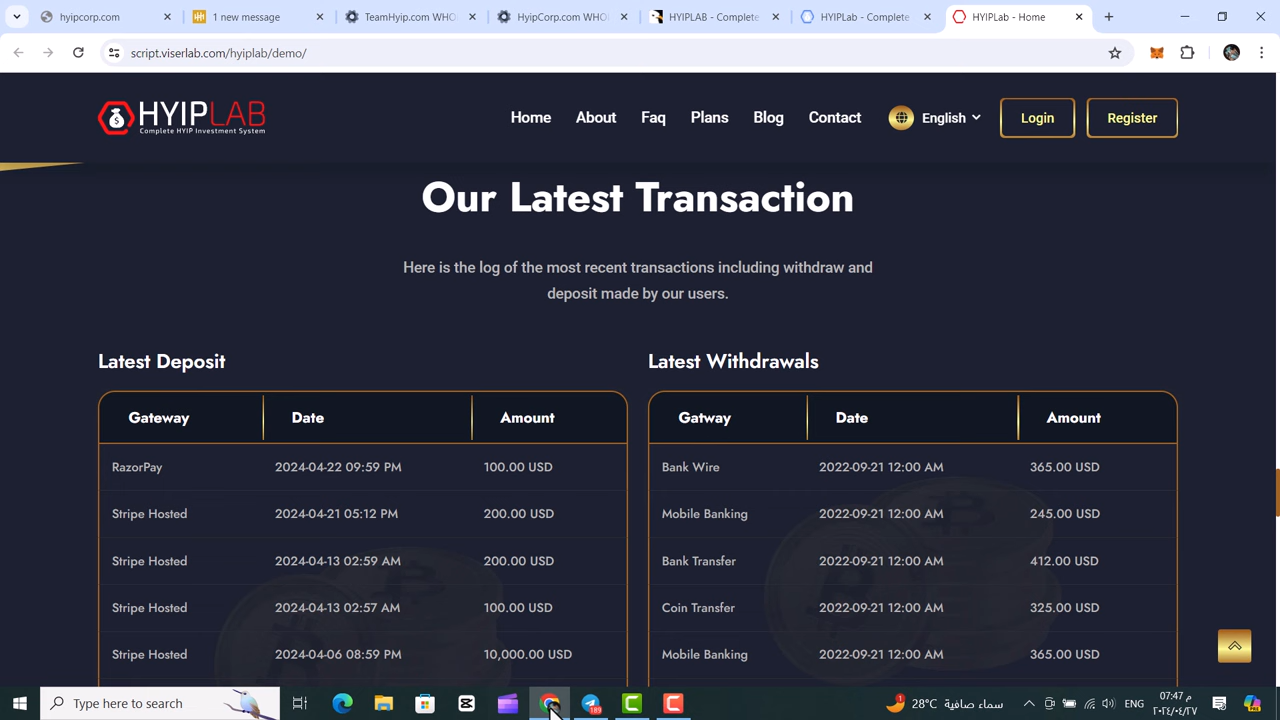 hyipcorp.com
1 new message
TeamHyip.com WHO
HyipCorp.com WHO
HYIPLAB - Complete
HYIPLab - Complete
HYIPLab - Home
script.viserlab.com/hyiplab/demo/
HYIPLAB
Complete HYIP Investment System
Home
About
Faq
Plans
Blog
Contact
English
Login
Register
Our Latest Transaction
Here is the log of the most recent transactions including withdraw and
deposit made by our users.
Latest Deposit
Gateway Date Amount
RazorPay 2024-04-22 09:59 PM 100.00 USD
Stripe Hosted 2024-04-21 05:12 PM 200.00 USD
Stripe Hosted 2024-04-13 02:59 AM 200.00 USD
Stripe Hosted 2024-04-13 02:57 AM 100.00 USD
Stripe Hosted 2024-04-06 08:59 PM 10,000.00 USD
Latest Withdrawals
Gatway Date Amount
Bank Wire 2022-09-21 12:00 AM 365.00 USD
Mobile Banking 2022-09-21 12:00 AM 245.00 USD
Bank Transfer 2022-09-21 12:00 AM 412.00 USD
Coin Transfer 2022-09-21 12:00 AM 325.00 USD
Mobile Banking 2022-09-21 12:00 AM 365.00 USD
Type here to search
189
1
28°C سماء صافية
ENG
07:47 م
٢٠٢٤/٠٤/٢٧